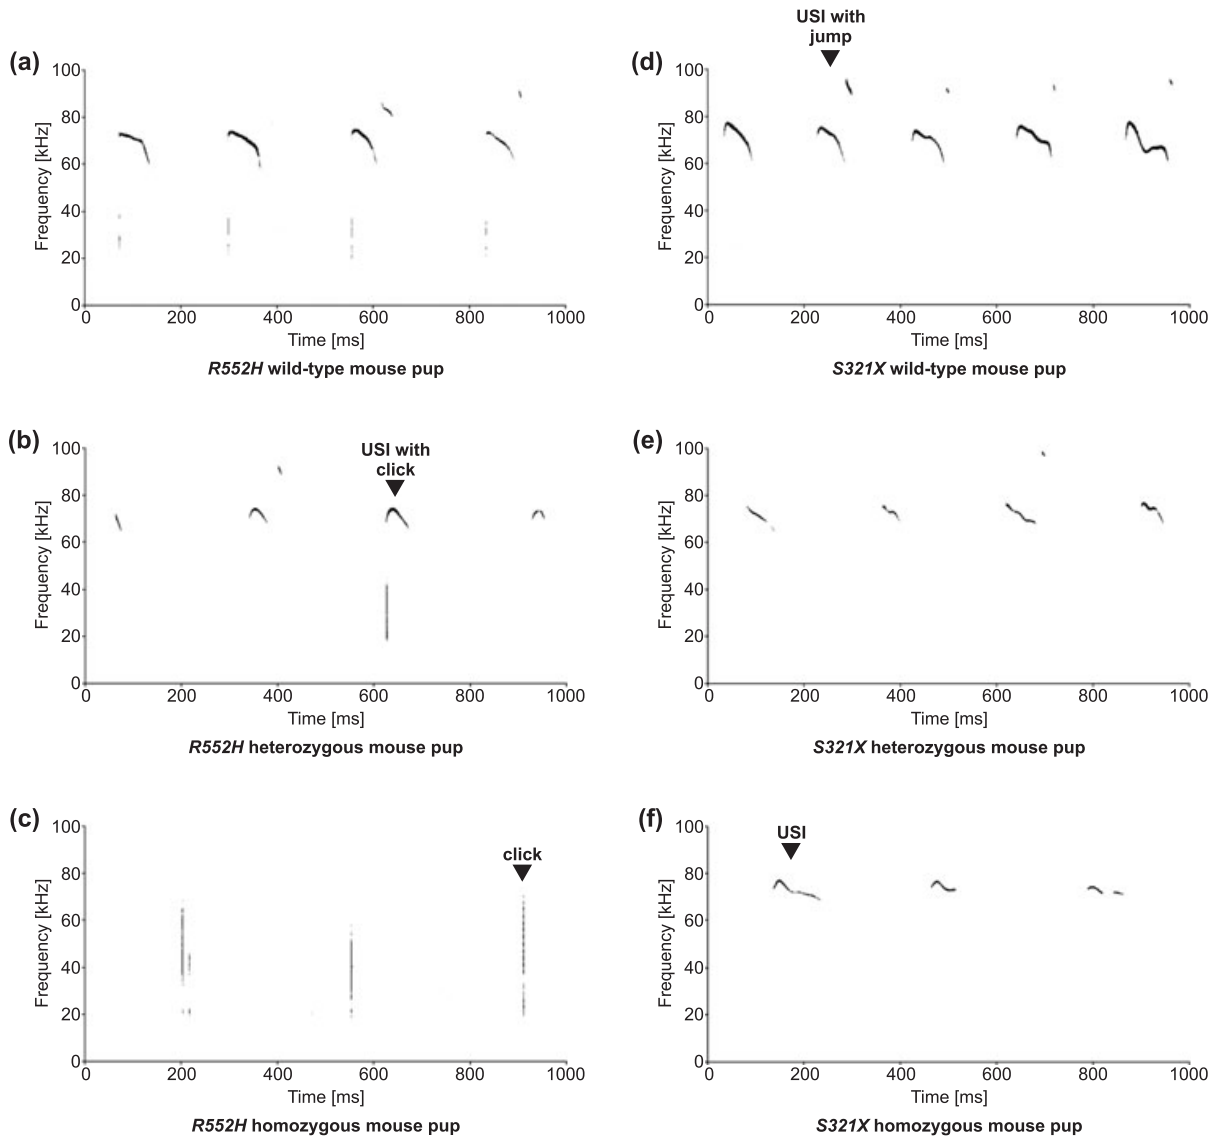 (a)
100
80
60
40
20
0
Frequency [kHz]
0 200 400 600 800 1000
Time [ms]
R552H wild-type mouse pup
(d)
USI with
jump
100
80
60
40
20
0
Frequency [kHz]
0 200 400 600 800 1000
Time [ms]
S321X wild-type mouse pup
(b)
USI with
click
100
80
60
40
20
0
Frequency [kHz]
0 200 400 600 800 1000
Time [ms]
R552H heterozygous mouse pup
(e)
100
80
60
40
20
0
Frequency [kHz]
0 200 400 600 800 1000
Time [ms]
S321X heterozygous mouse pup
(c)
click
100
80
60
40
20
0
Frequency [kHz]
0 200 400 600 800 1000
Time [ms]
R552H homozygous mouse pup
(f)
USI
100
80
60
40
20
0
Frequency [kHz]
0 200 400 600 800 1000
Time [ms]
S321X homozygous mouse pup